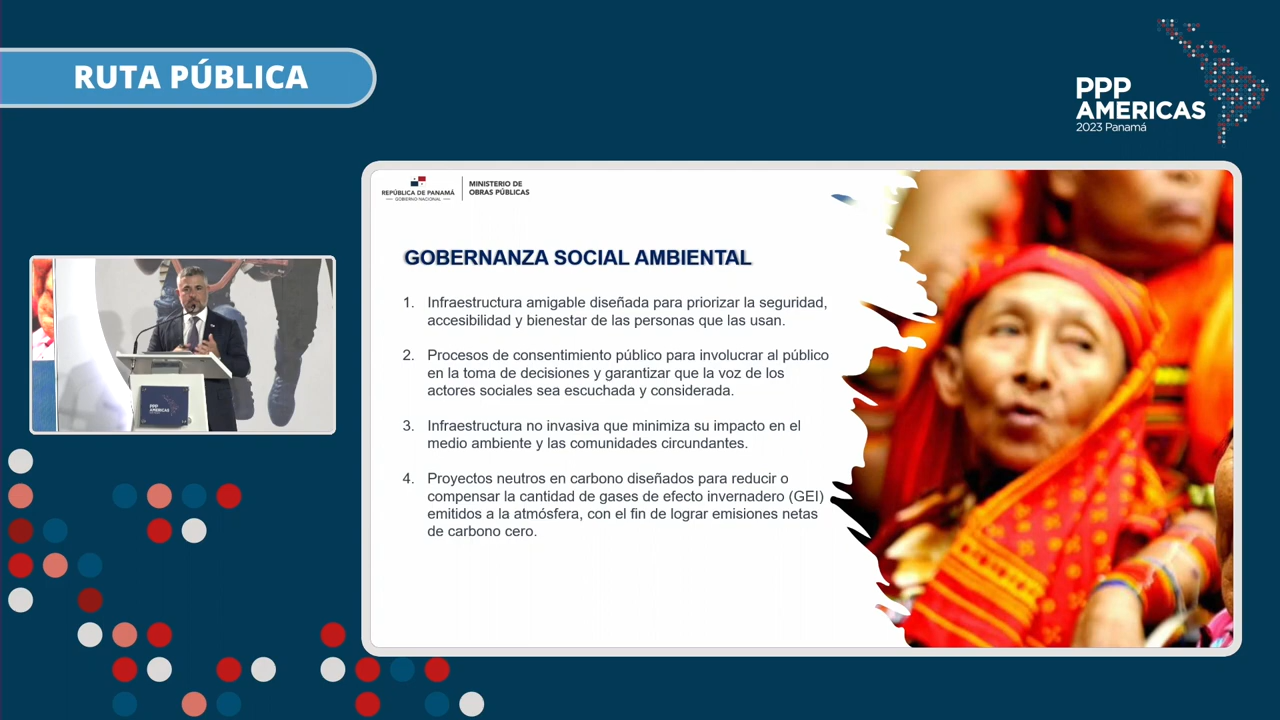 RUTA PÚBLICA
PPP
AMERICAS
2023 Panamá
REPÚBLICA DE PANAMÁ
— GOBIERNO NACIONAL —
MINISTERIO DE
OBRAS PÚBLICAS
GOBERNANZA SOCIAL AMBIENTAL
1. Infraestructura amigable diseñada para priorizar la seguridad,
accesibilidad y bienestar de las personas que las usan.
2. Procesos de consentimiento público para involucrar al público
en la toma de decisiones y garantizar que la voz de los
actores sociales sea escuchada y considerada.
3. Infraestructura no invasiva que minimiza su impacto en el
medio ambiente y las comunidades circundantes.
4. Proyectos neutros en carbono diseñados para reducir o
compensar la cantidad de gases de efecto invernadero (GEI)
emitidos a la atmósfera, con el fin de lograr emisiones netas
de carbono cero.
PPP
AMERICAS